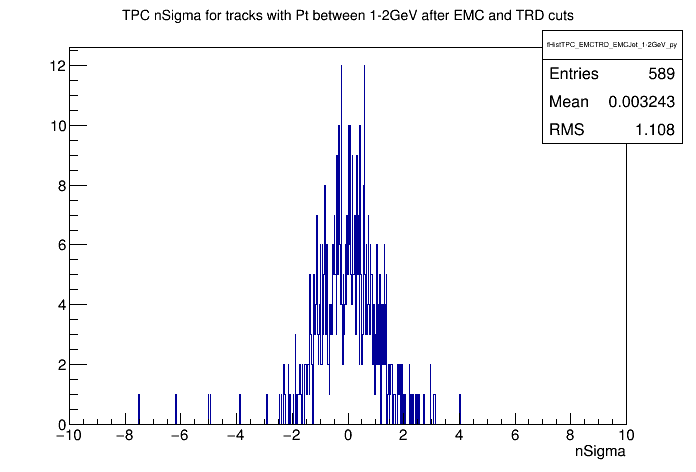 TPC nSigma for tracks with Pt between 1-2GeV after EMC and TRD cuts
fHistTPC_EMCTRD_EMCJet_1-2GeV_py
Entries 589
Mean 0.003243
RMS 1.108
12
10
8
6
4
2
0
−10 −8 −6 −4 −2 0 2 4 6 8 10
nSigma